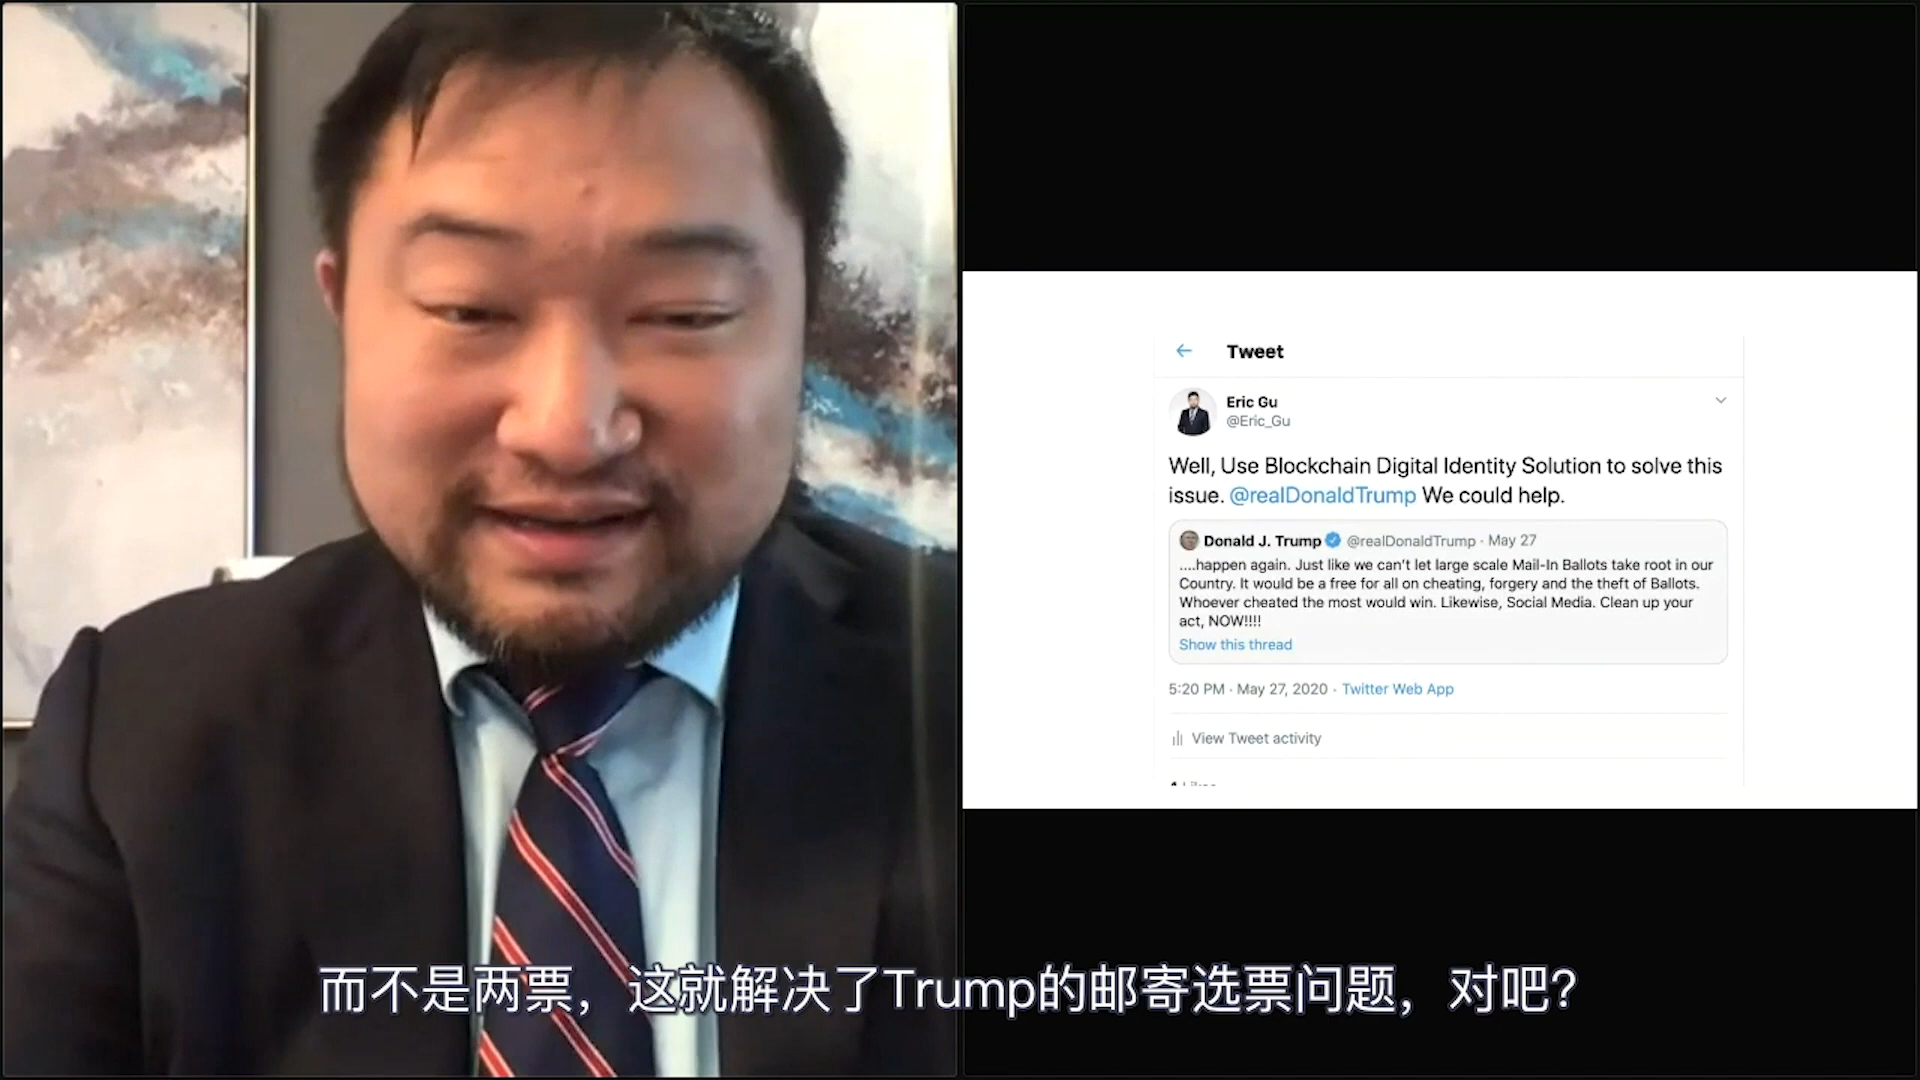 Tweet
Eric Gu
@Eric_Gu
Well, Use Blockchain Digital Identity Solution to solve this
issue. @realDonaldTrump We could help.
Donald J. Trump @realDonaldTrump · May 27
....happen again. Just like we can't let large scale Mail-In Ballots take root in our
Country. It would be a free for all on cheating, forgery and the theft of Ballots.
Whoever cheated the most would win. Likewise, Social Media. Clean up your
act, NOW!!!!
Show this thread
5:20 PM · May 27, 2020 · Twitter Web App
View Tweet activity
而不是两票，这就解决了Trump的邮寄选票问题，对吧？